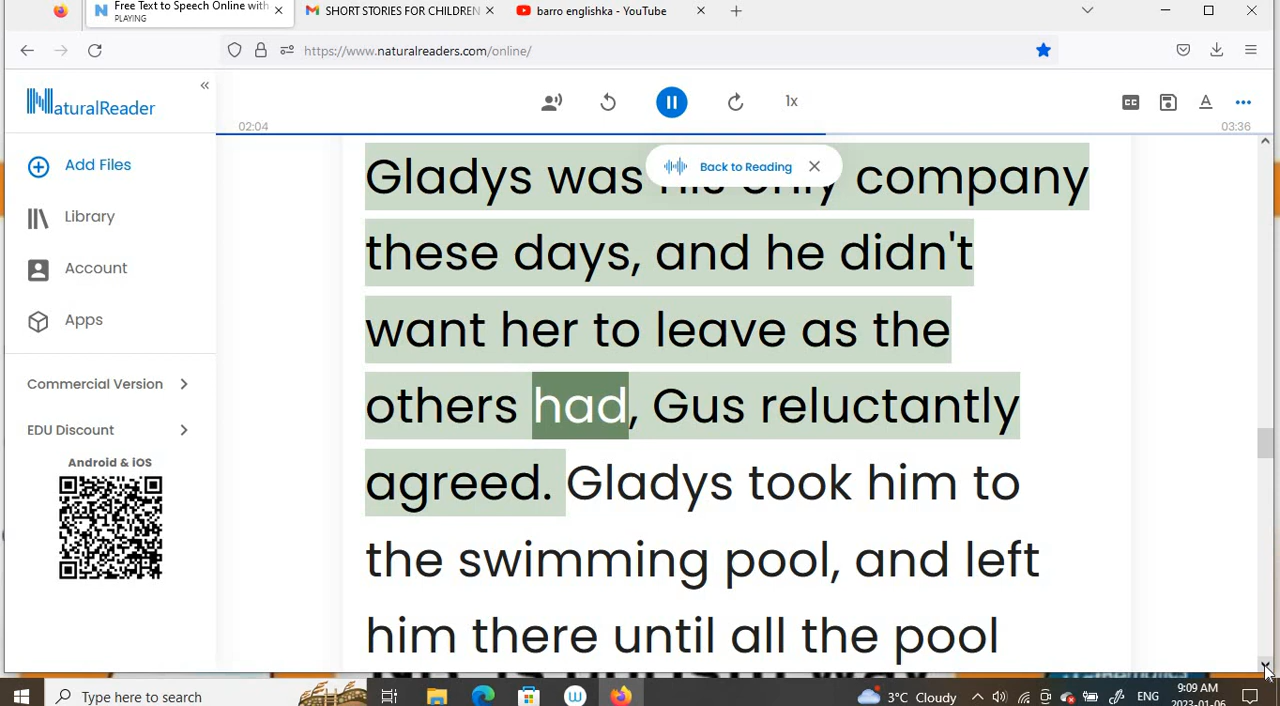 Free Text to Speech Online with
PLAYING
SHORT STORIES FOR CHILDREN
barro englishka - YouTube
https://www.naturalreaders.com/online/
NaturalReader
1x
CC
A
02:04
03:36
Add Files
Library
Account
Apps
Commercial Version
EDU Discount
Android & iOS
Back to Reading
Gladys was his only company
these days, and he didn't
want her to leave as the
others had, Gus reluctantly
agreed. Gladys took him to
the swimming pool, and left
him there until all the pool
Type here to search
3°C Cloudy
ENG
9:09 AM
2023-01-06